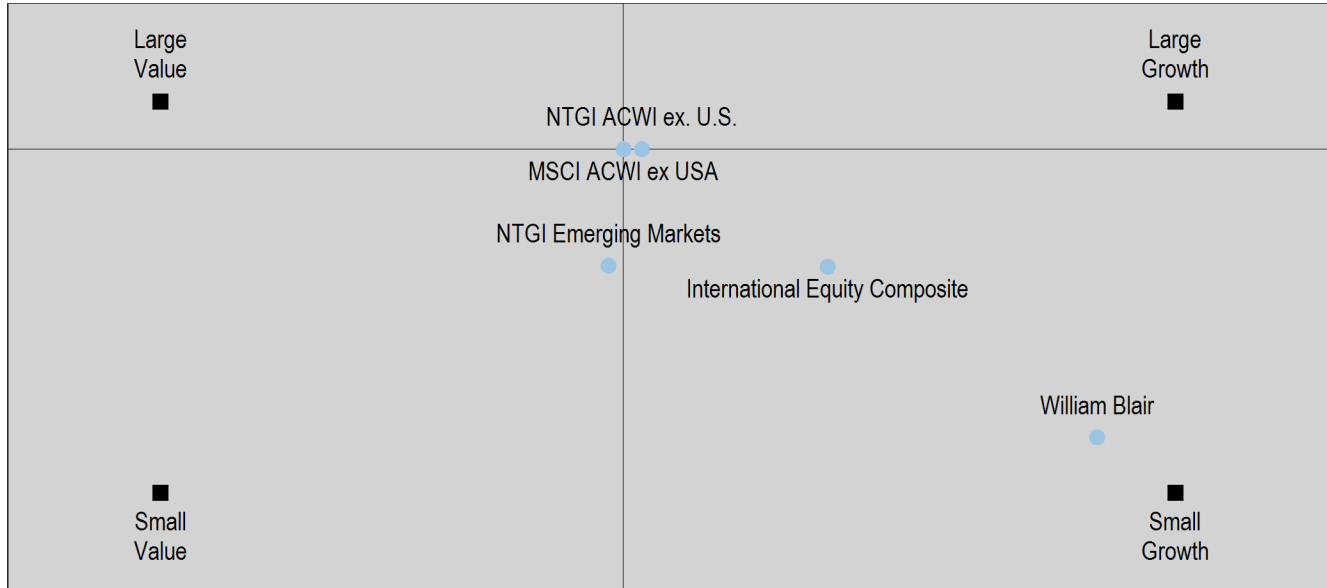 Large
Value
Large
Growth
NTGI ACWI ex. U.S.
MSCI ACWI ex USA
NTGI Emerging Markets
International Equity Composite
William Blair
Small
Value
Small
Growth